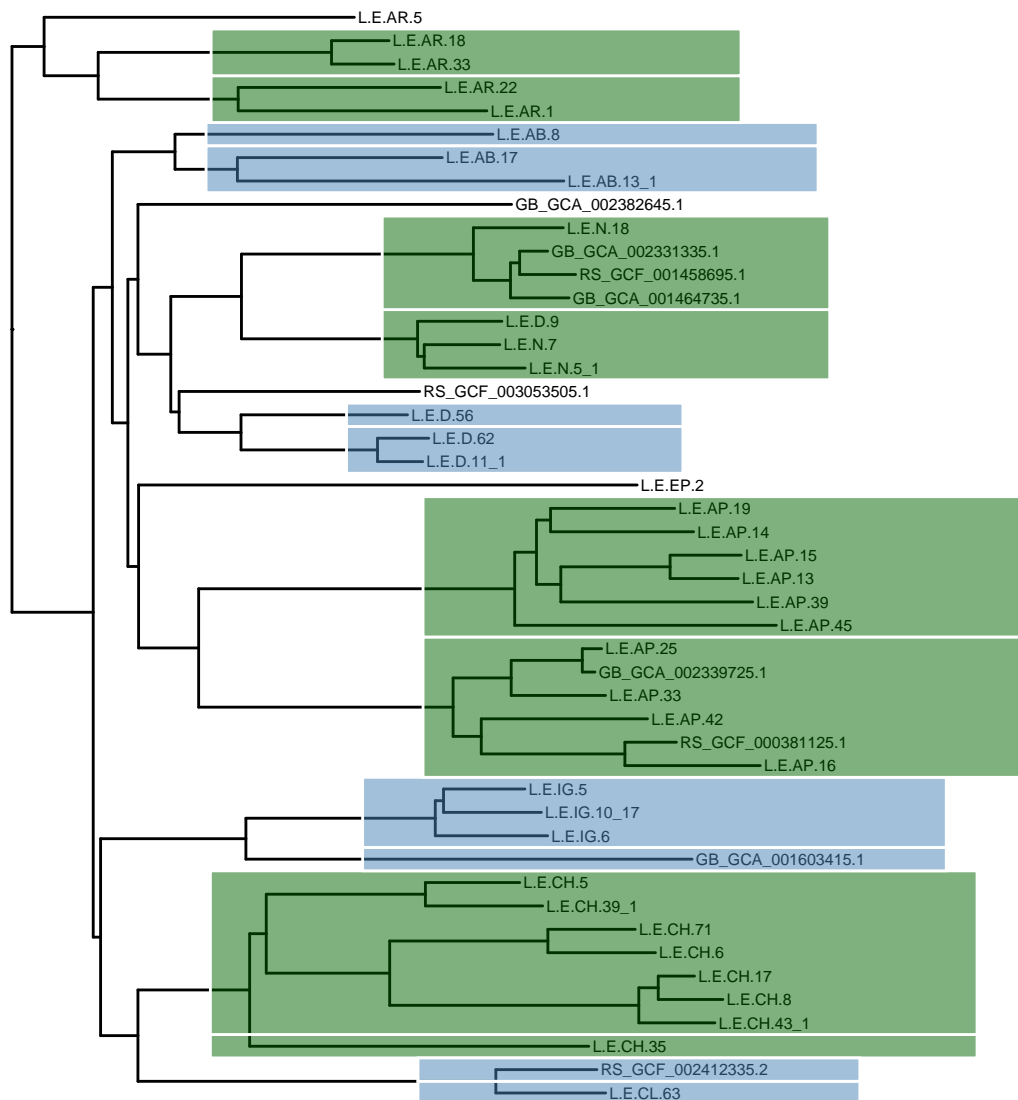 L.E.AR.5
L.E.AR.18
L.E.AR.33
L.E.AR.22
L.E.AR.1
L.E.AB.8
L.E.AB.17
L.E.AB.13_1
GB_GCA_002382645.1
L.E.N.18
GB_GCA_002331335.1
RS_GCF_001458695.1
GB_GCA_001464735.1
L.E.D.9
L.E.N.7
L.E.N.5_1
RS_GCF_003053505.1
L.E.D.56
L.E.D.62
L.E.D.11_1
L.E.EP.2
L.E.AP.19
L.E.AP.14
L.E.AP.15
L.E.AP.13
L.E.AP.39
L.E.AP.45
L.E.AP.25
GB_GCA_002339725.1
L.E.AP.33
L.E.AP.42
RS_GCF_000381125.1
L.E.AP.16
L.E.IG.5
L.E.IG.10_17
L.E.IG.6
GB_GCA_001603415.1
L.E.CH.5
L.E.CH.39_1
L.E.CH.71
L.E.CH.6
L.E.CH.17
L.E.CH.8
L.E.CH.43_1
L.E.CH.35
RS_GCF_002412335.2
L.E.CL.63